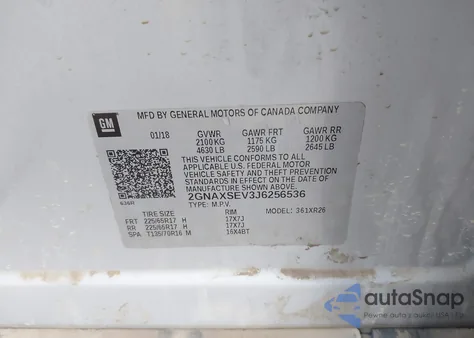 MFD BY GENERAL MOTORS OF CANADA COMPANY
GM
01/18 GVWR GAWR FRT GAWR RR
2100 KG 1175 KG 1200 KG
4630 LB 2590 LB 2645 LB
THIS VEHICLE CONFORMS TO ALL
APPLICABLE U.S. FEDERAL MOTOR
VEHICLE SAFETY, BUMPER, AND THEFT
PREVENTION STANDARDS IN EFFECT ON THE
DATE OF MANUFACTURE SHOWN ABOVE.
2GNAXSEV3J6256536
TYPE: M.P.V. MODEL: 361XR26
TIRE SIZE RIM
FRT 225/65R17 H 17X7J
RR 225/65R17 H 17X7J
SPA T135/70R16 M 16X4BT
autoSnap